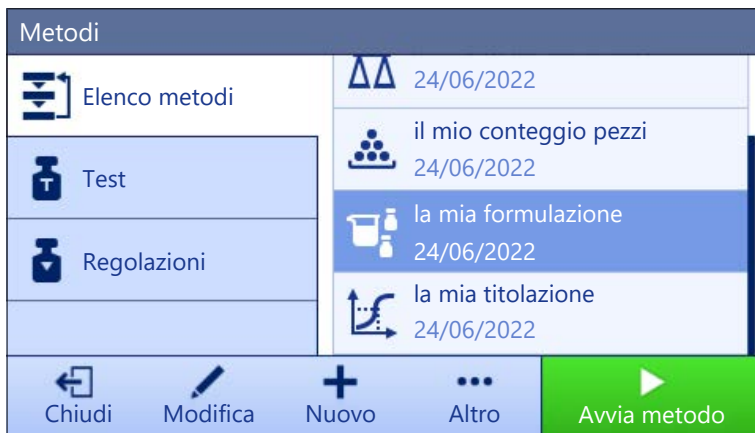 Metodi
Elenco metodi
Test
Regolazioni
24/06/2022
il mio conteggio pezzi
24/06/2022
la mia formulazione
24/06/2022
la mia titolazione
24/06/2022
Chiudi
Modifica
Nuovo
Altro
Avvia metodo